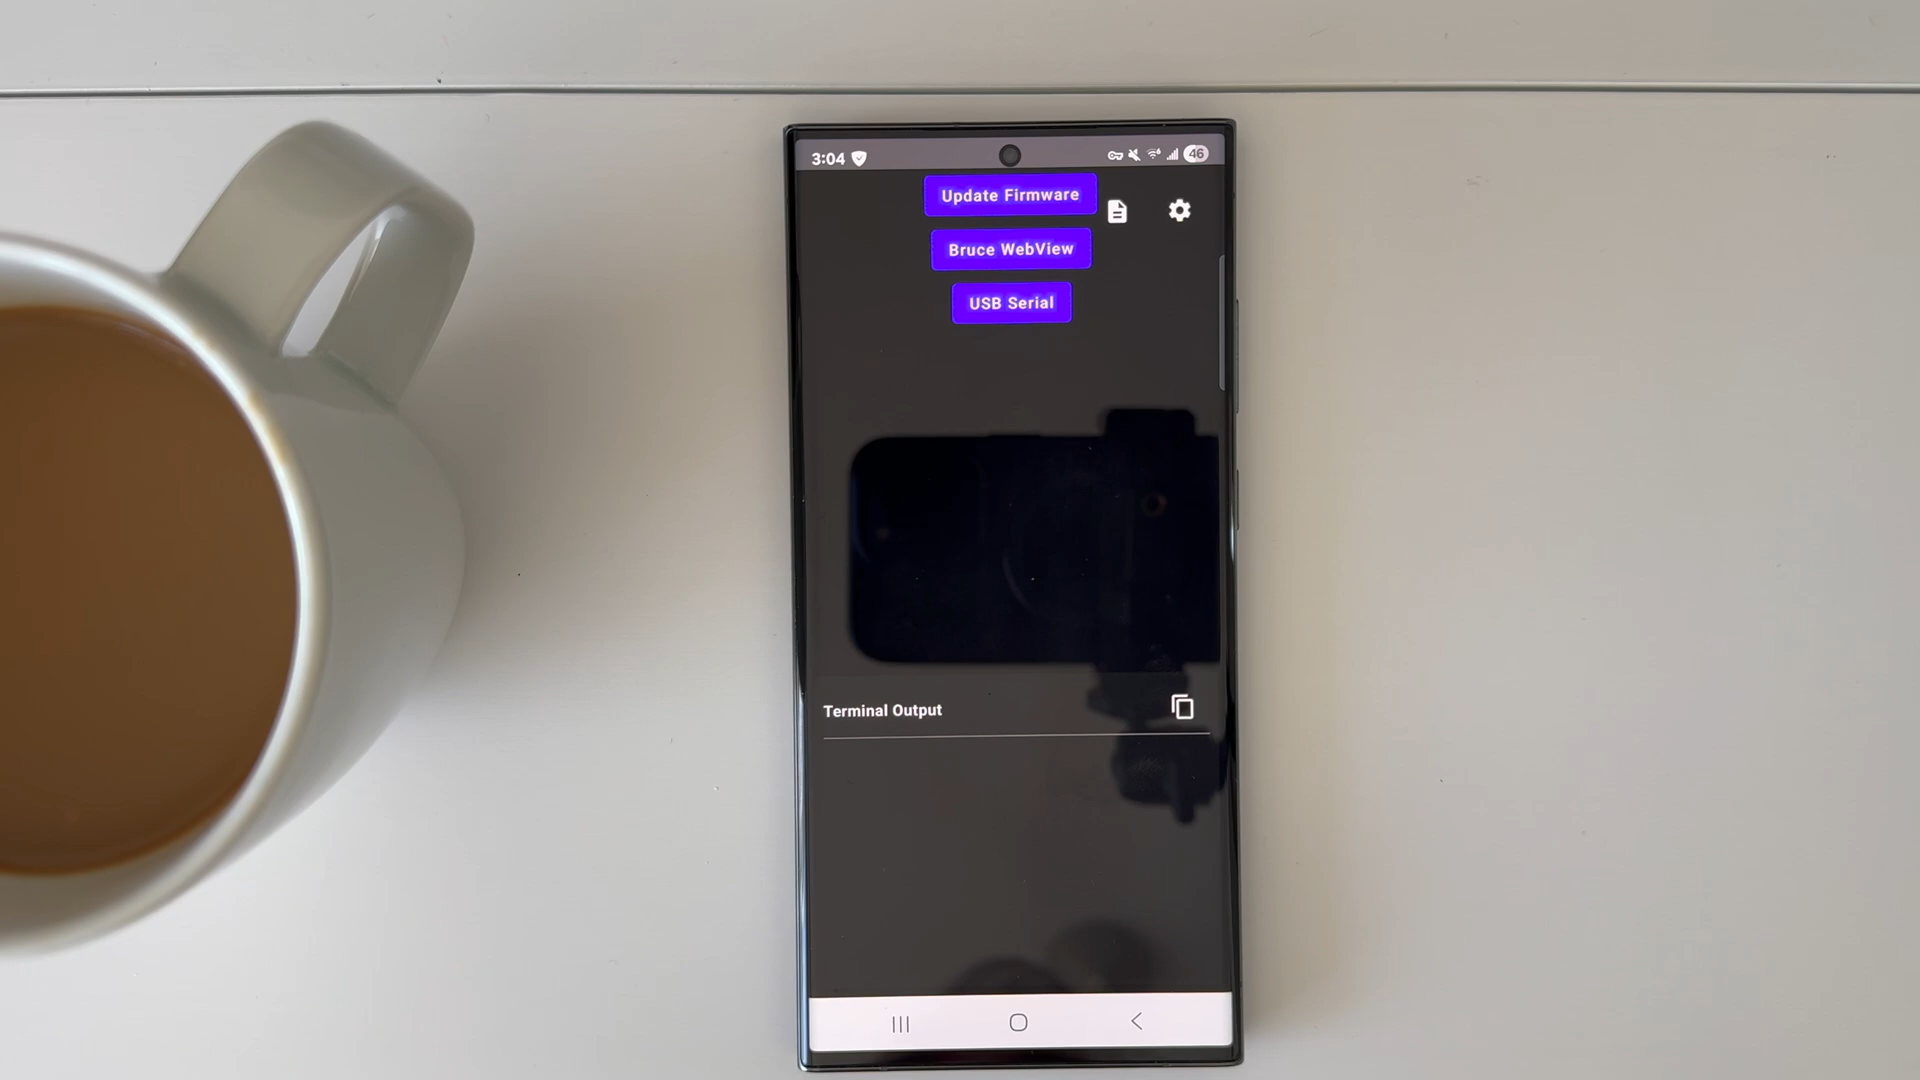 3:04 46
Update Firmware
Bruce WebView
USB Serial
Terminal Output